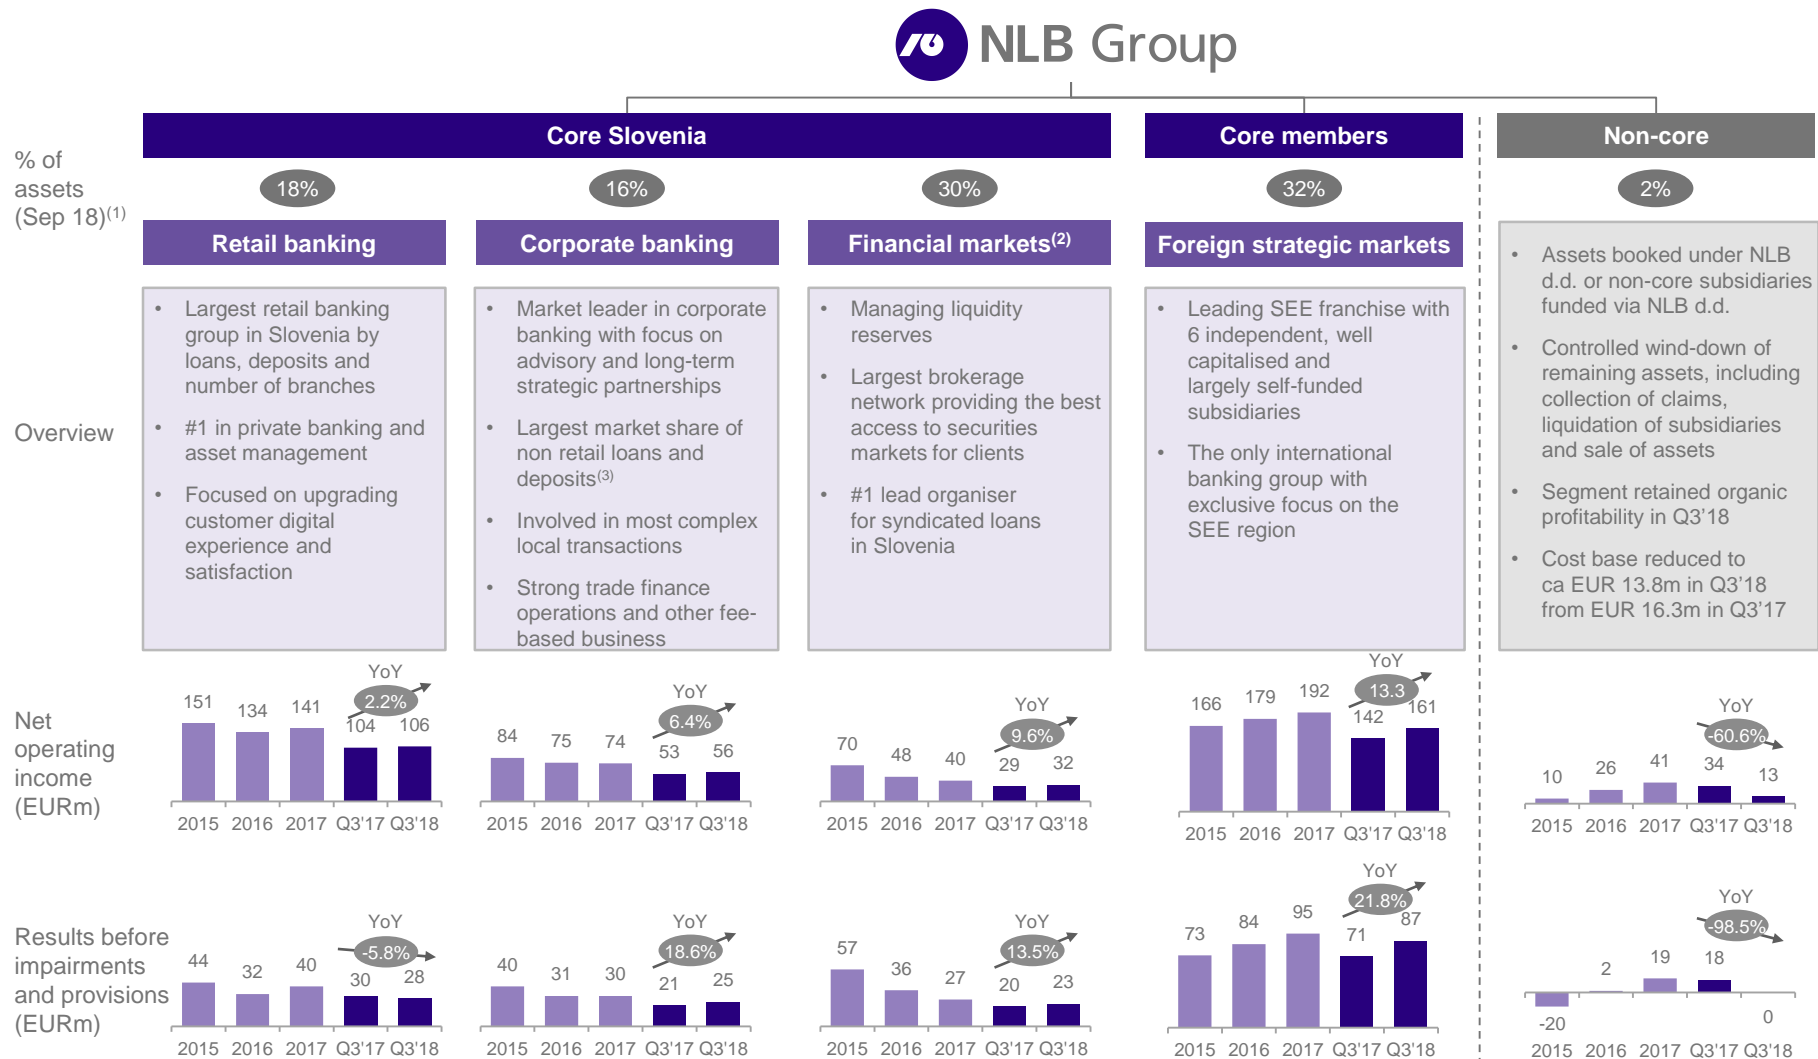 NLB Group
Core Slovenia
Core members
Non-core
% of
assets
(Sep 18)(1)
18%
16%
30%
32%
2%
Retail banking
Corporate banking
Financial markets(2)
Foreign strategic markets
Overview
• Largest retail banking
group in Slovenia by
loans, deposits and
number of branches
• #1 in private banking and
asset management
• Focused on upgrading
customer digital
experience and
satisfaction
• Market leader in corporate
banking with focus on
advisory and long-term
strategic partnerships
• Largest market share of
non retail loans and
deposits(3)
• Involved in most complex
local transactions
• Strong trade finance
operations and other fee-
based business
• Managing liquidity
reserves
• Largest brokerage
network providing the best
access to securities
markets for clients
• #1 lead organiser
for syndicated loans
in Slovenia
• Leading SEE franchise with
6 independent, well
capitalised and
largely self-funded
subsidiaries
• The only international
banking group with
exclusive focus on the
SEE region
• Assets booked under NLB
d.d. or non-core subsidiaries
funded via NLB d.d.
• Controlled wind-down of
remaining assets, including
collection of claims,
liquidation of subsidiaries
and sale of assets
• Segment retained organic
profitability in Q3'18
• Cost base reduced to
ca EUR 13.8m in Q3'18
from EUR 16.3m in Q3'17
Net
operating
income
(EURm)
YoY
2.2%
151 134 141 104 106
2015 2016 2017 Q3'17 Q3'18
YoY
6.4%
84 75 74 53 56
2015 2016 2017 Q3'17 Q3'18
YoY
9.6%
70 48 40 29 32
2015 2016 2017 Q3'17 Q3'18
YoY
13.3
166 179 192 142 161
2015 2016 2017 Q3'17 Q3'18
YoY
-60.6%
10 26 41 34 13
2015 2016 2017 Q3'17 Q3'18
Results before
impairments
and provisions
(EURm)
YoY
-5.8%
44 32 40 30 28
2015 2016 2017 Q3'17 Q3'18
YoY
18.6%
40 31 30 21 25
2015 2016 2017 Q3'17 Q3'18
YoY
13.5%
57 36 27 20 23
2015 2016 2017 Q3'17 Q3'18
YoY
21.8%
73 84 95 71 87
2015 2016 2017 Q3'17 Q3'18
YoY
-98.5%
-20 2 19 18 0
2015 2016 2017 Q3'17 Q3'18